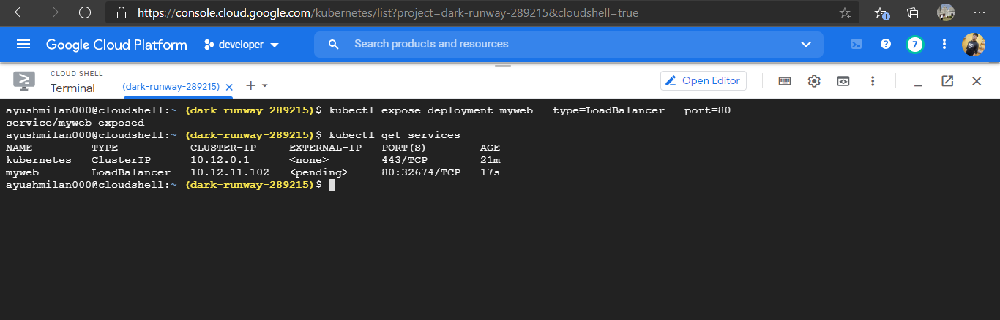 https://console.cloud.google.com/kubernetes/list?project=dark-runway-289215&cloudshell=true
Google Cloud Platform developer Search products and resources ? 7
CLOUD SHELL
Terminal (dark-runway-289215) Open Editor
ayushmilan000@cloudshell:~ (dark-runway-289215)$ kubectl expose deployment myweb --type=LoadBalancer --port=80
service/myweb exposed
ayushmilan000@cloudshell:~ (dark-runway-289215)$ kubectl get services
NAME TYPE CLUSTER-IP EXTERNAL-IP PORT(S) AGE
kubernetes ClusterIP 10.12.0.1 <none> 443/TCP 21m
myweb LoadBalancer 10.12.11.102 <pending> 80:32674/TCP 17s
ayushmilan000@cloudshell:~ (dark-runway-289215)$